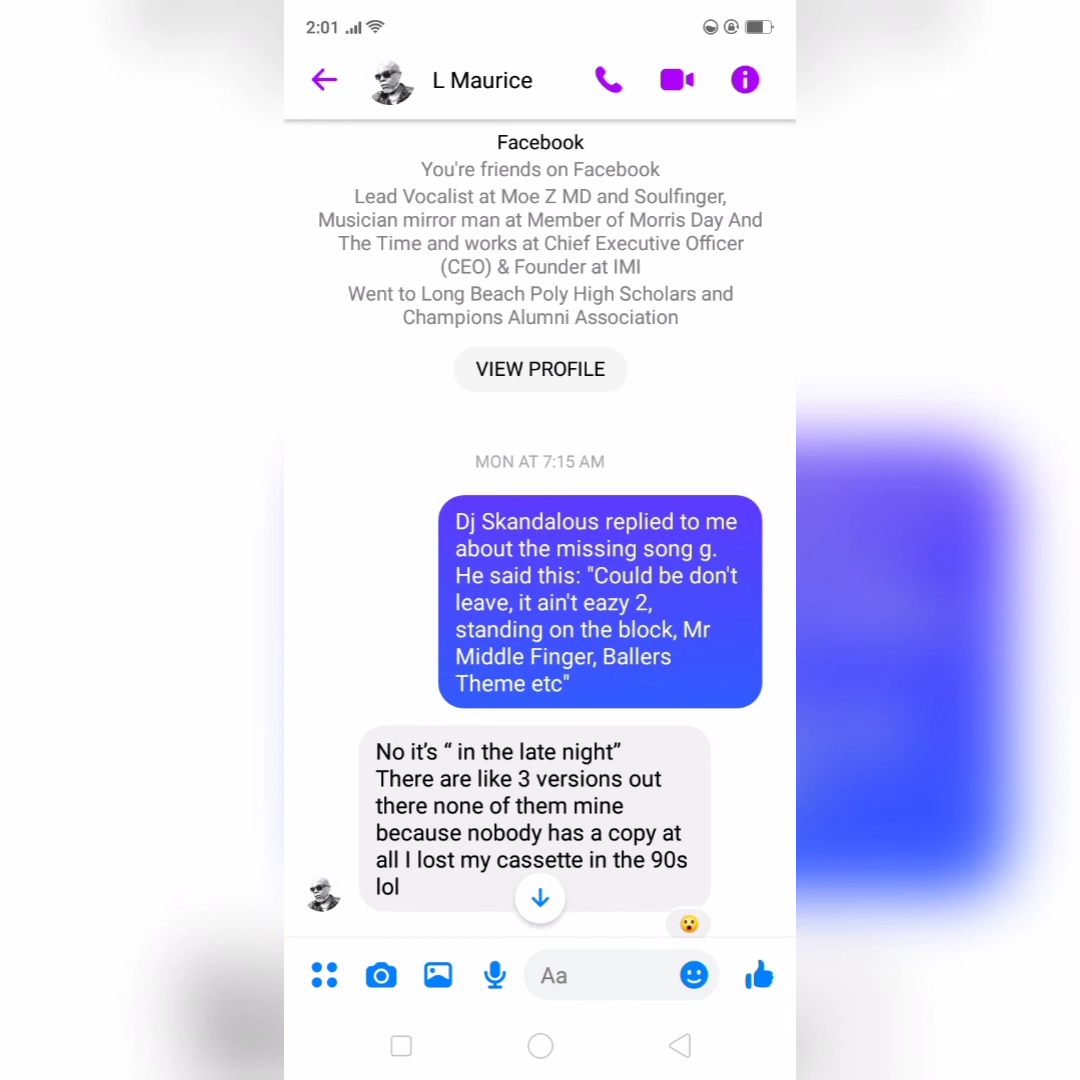 2:01
L Maurice
Facebook
You're friends on Facebook
Lead Vocalist at Moe Z MD and Soulfinger,
Musician mirror man at Member of Morris Day And
The Time and works at Chief Executive Officer
(CEO) & Founder at IMI
Went to Long Beach Poly High Scholars and
Champions Alumni Association
VIEW PROFILE
MON AT 7:15 AM
Dj Skandalous replied to me
about the missing song g.
He said this: "Could be don't
leave, it ain't eazy 2,
standing on the block, Mr
Middle Finger, Ballers
Theme etc"
No it’s “ in the late night”
There are like 3 versions out
there none of them mine
because nobody has a copy at
all I lost my cassette in the 90s
lol
Aa